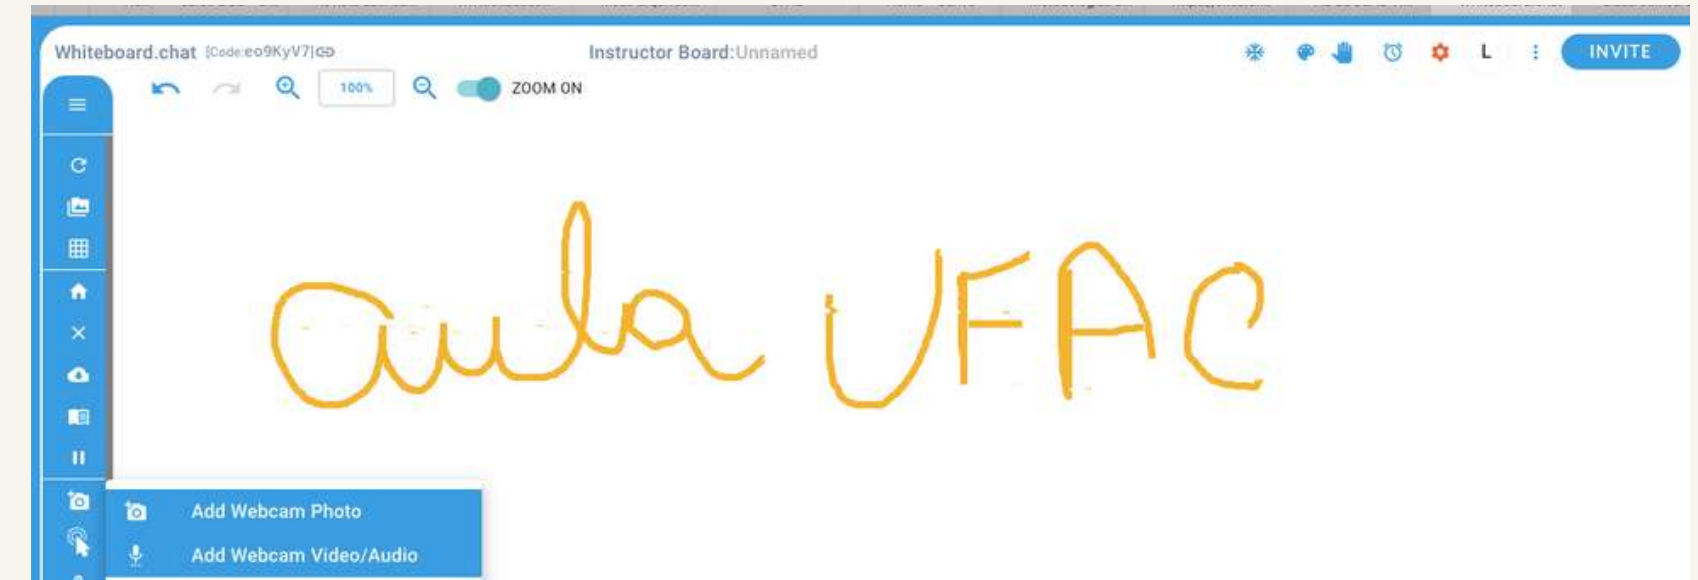 Whiteboard.chat [Code:eo9KyV7] Instructor Board:Unnamed L INVITE
100% ZOOM ON
aula UFAC
Add Webcam Photo
Add Webcam Video/Audio